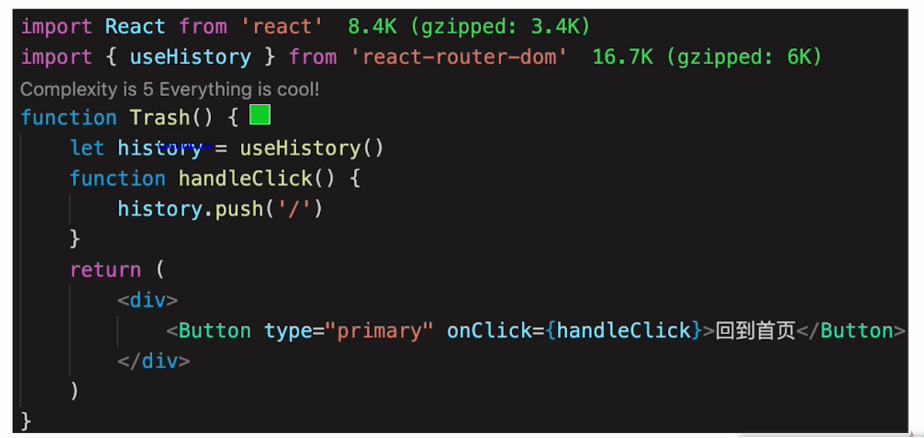 import React from 'react' 8.4K (gzipped: 3.4K)
import { useHistory } from 'react-router-dom' 16.7K (gzipped: 6K)
Complexity is 5 Everything is cool!
function Trash() {
let history = useHistory()
function handleClick() {
history.push('/')
}
return (
<div>
<Button type="primary" onClick={handleClick}>回到首页</Button>
</div>
)
}